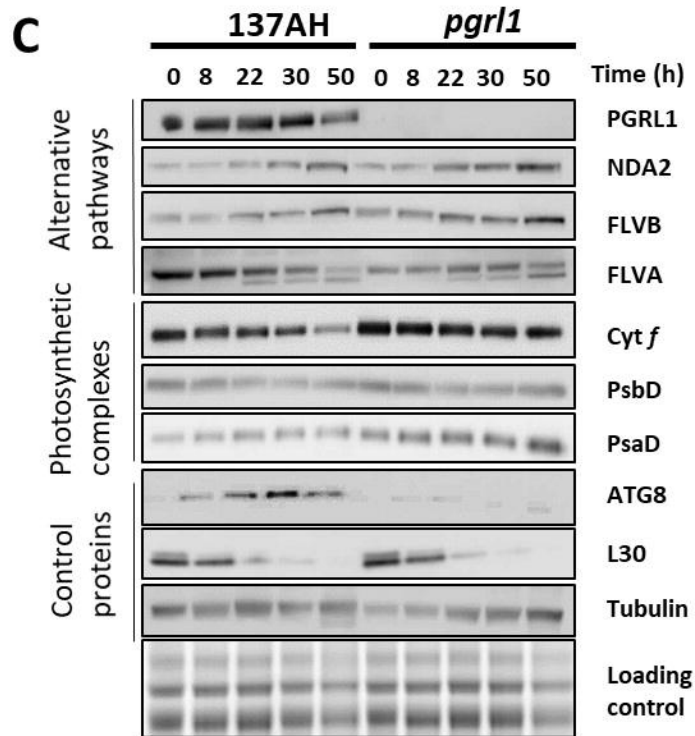 C
137AH pgrl1
0 8 22 30 50 0 8 22 30 50 Time (h)
Alternative
pathways
PGRL1
NDA2
FLVB
FLVA
Photosynthetic
complexes
Cyt f
PsbD
PsaD
Control
proteins
ATG8
L30
Tubulin
Loading
control